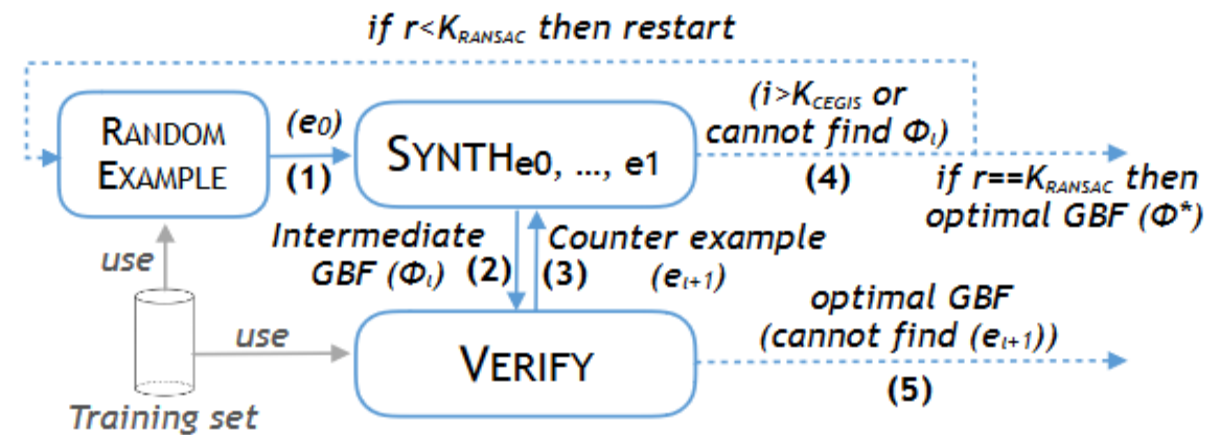 if r<K_RANSAC then restart
RANDOM
EXAMPLE
(e₀)
(1)
SYNTHe0, ..., e1
(i>K_CEGIS or
cannot find Φᵢ)
(4)
if r==K_RANSAC then
optimal GBF (Φ*)
Intermediate
GBF (Φᵢ)
(2)
(3)
Counter example
(eᵢ₊₁)
use
use
Training set
VERIFY
optimal GBF
(cannot find (eᵢ₊₁))
(5)